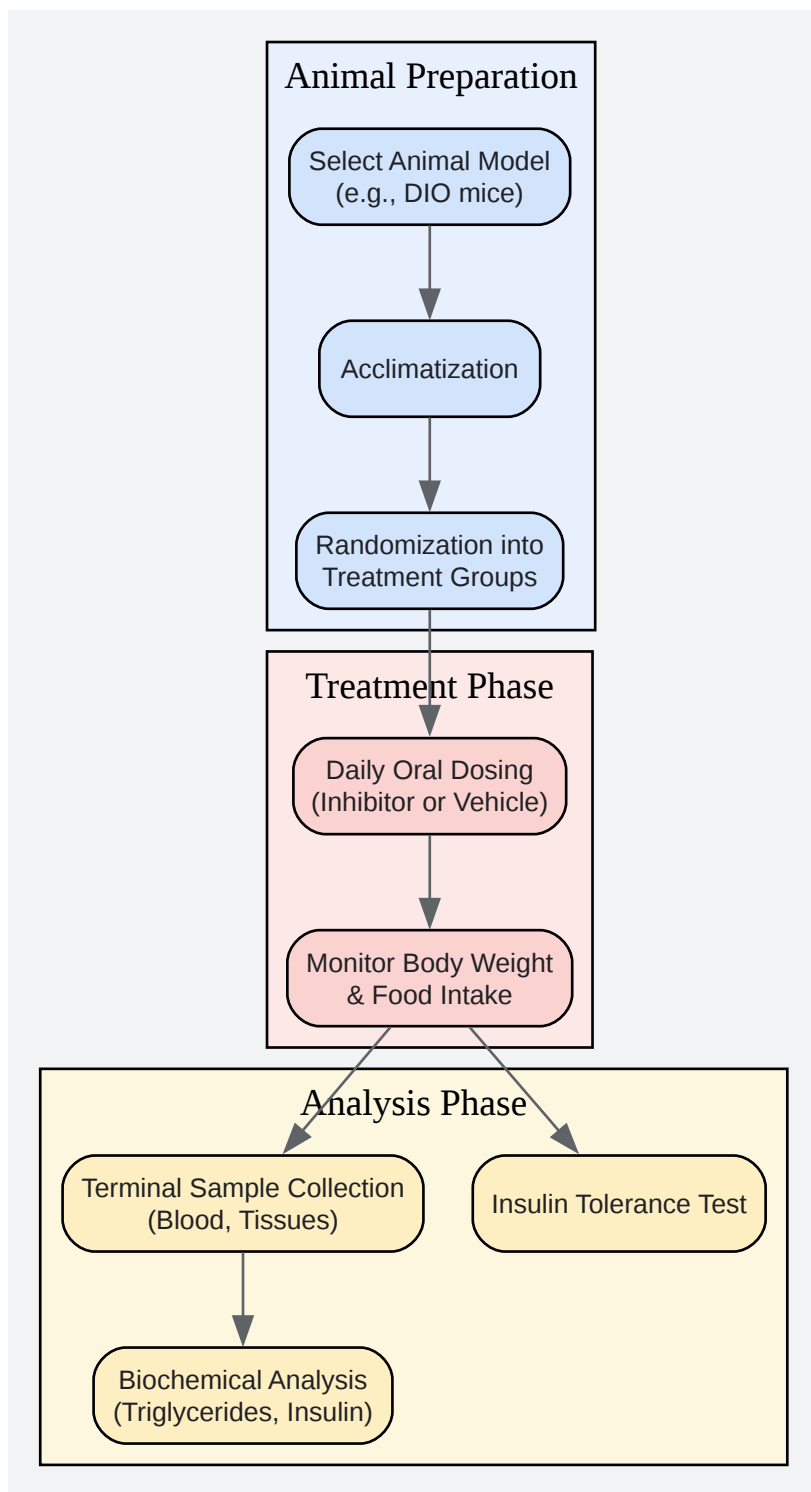 Animal Preparation
Select Animal Model
(e.g., DIO mice)
Acclimatization
Randomization into
Treatment Groups
Treatment Phase
Daily Oral Dosing
(Inhibitor or Vehicle)
Monitor Body Weight
& Food Intake
Analysis Phase
Terminal Sample Collection
(Blood, Tissues)
Insulin Tolerance Test
Biochemical Analysis
(Triglycerides, Insulin)